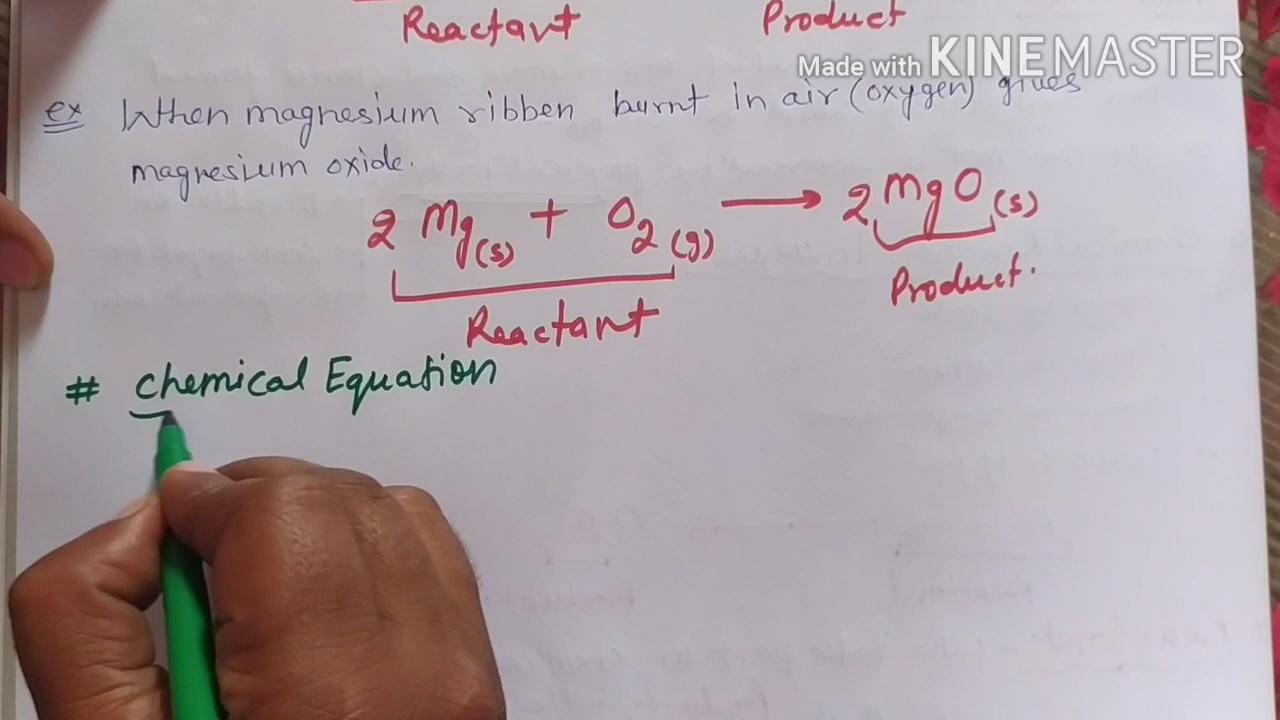 Reactant Product
Made with KINEMASTER
ex When magnesium ribben burnt in air (oxygen) gives
magnesium oxide.
2 Mg(s) + O2(g) → 2 MgO(s)
Product.
Reactant
# Chemical Equation